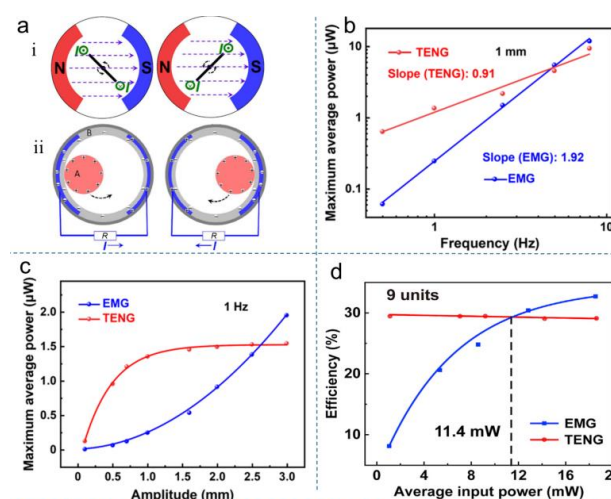 a
i
N
S
I
I
N
S
I
I
ii
B
A
R
I
R
I
b
Maximum average power (μW)
10
1
0.1
TENG
1 mm
Slope (TENG): 0.91
Slope (EMG): 1.92
EMG
1
10
Frequency (Hz)
c
Maximum average power (μW)
2.0
1.5
1.0
0.5
0.0
EMG
TENG
1 Hz
0.0 0.5 1.0 1.5 2.0 2.5 3.0
Amplitude (mm)
d
Efficiency (%)
30
20
10
9 units
11.4 mW
EMG
TENG
0 4 8 12 16 20
Average input power (mW)